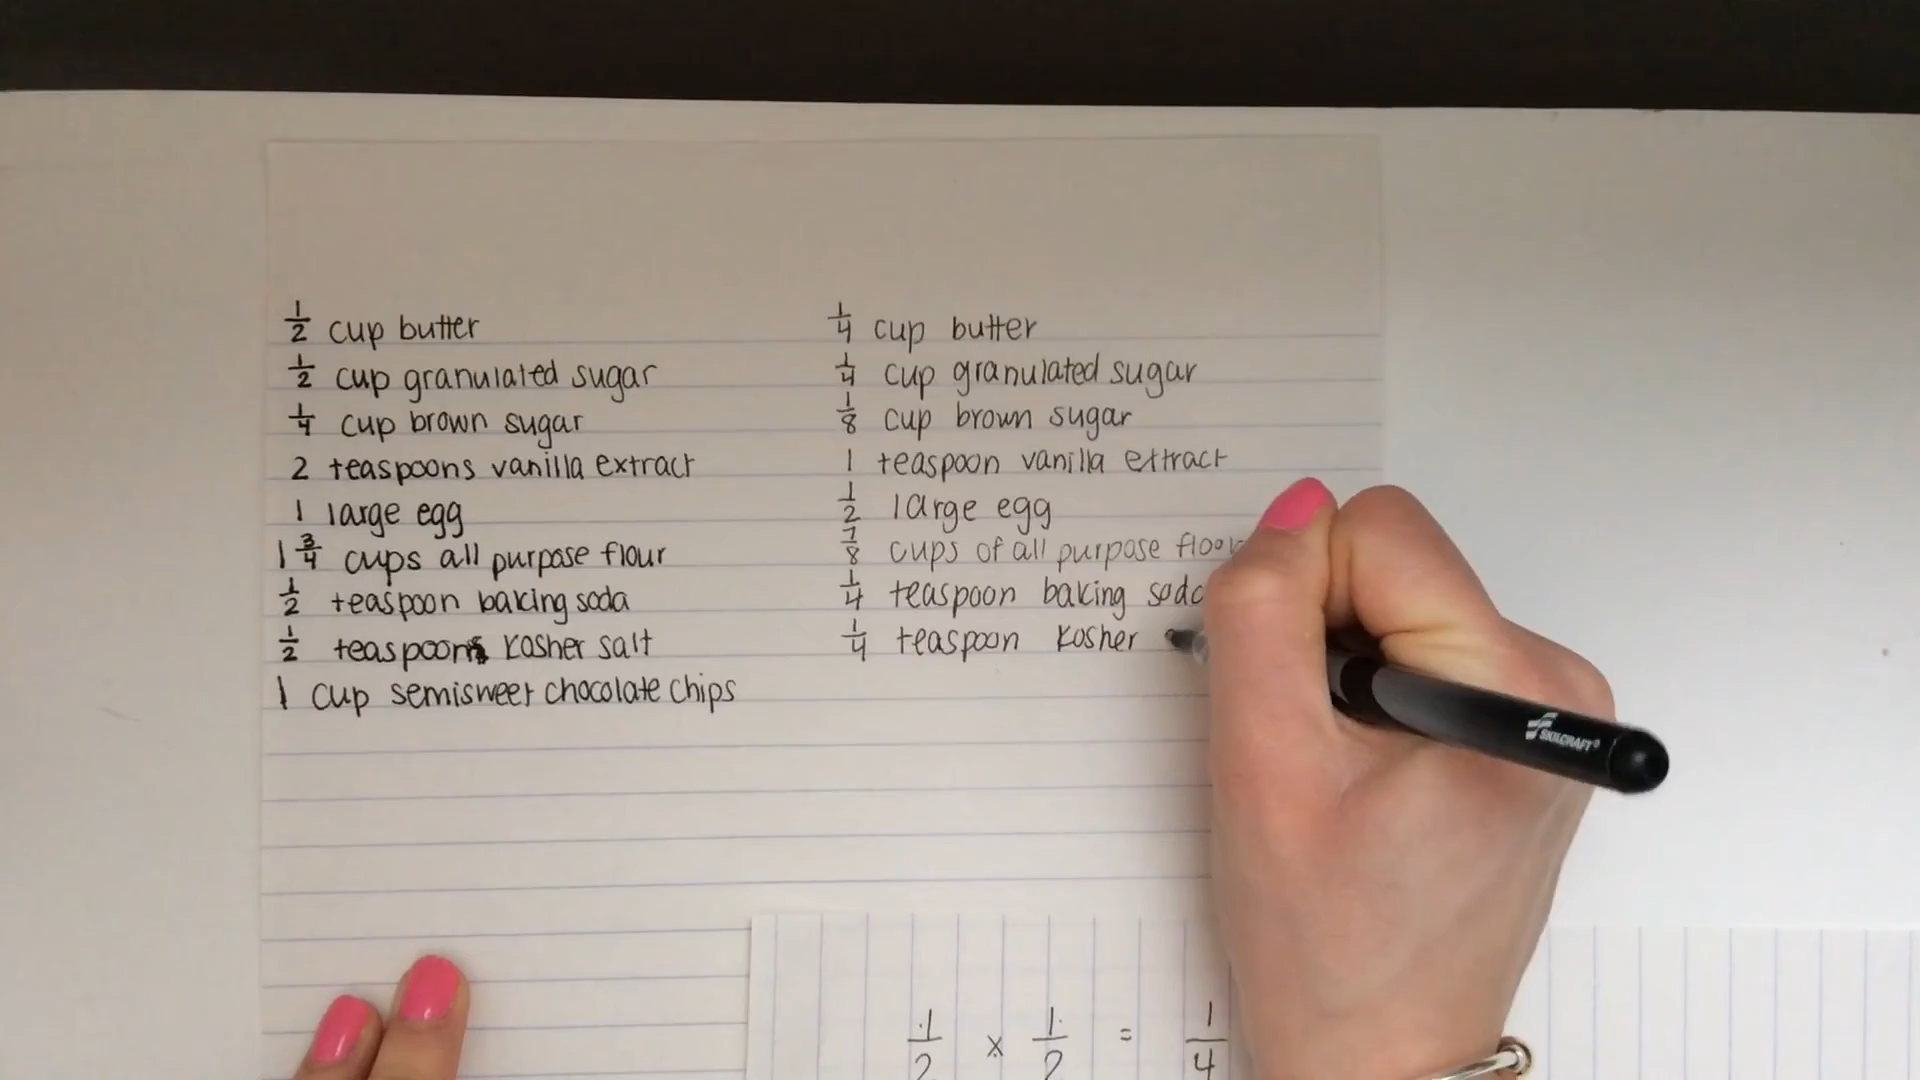 1/2 cup butter
1/2 cup granulated sugar
1/4 cup brown sugar
2 teaspoons vanilla extract
1 large egg
1 3/4 cups all purpose flour
1/2 teaspoon baking soda
1/2 teaspoons kosher salt
1 cup semisweet chocolate chips
1/4 cup butter
1/4 cup granulated sugar
1/8 cup brown sugar
1 teaspoon vanilla extract
1/2 large egg
7/8 cups of all purpose flour
1/4 teaspoon baking soda
1/4 teaspoon kosher
SKILCRAFT®
1/2 x 1/2 = 1/4